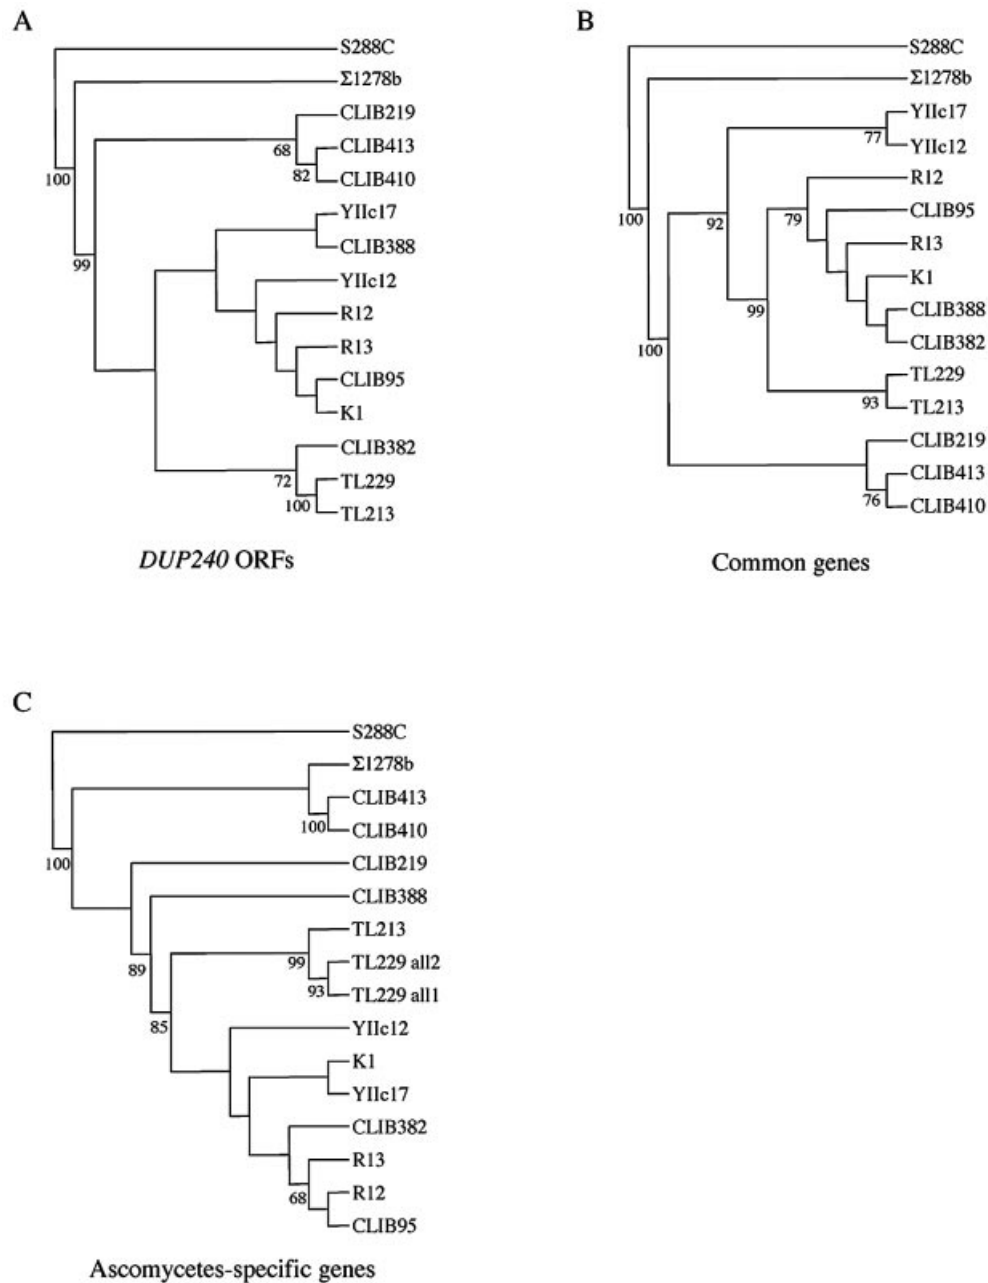 A
S288C
Σ1278b
CLIB219
68
CLIB413
82
CLIB410
100
YIIc17
CLIB388
99
YIIc12
R12
R13
CLIB95
K1
CLIB382
72
TL229
100
TL213
DUP240 ORFs
B
S288C
Σ1278b
YIIc17
77
YIIc12
R12
79
CLIB95
100
92
R13
K1
CLIB388
99
CLIB382
100
TL229
93
TL213
CLIB219
CLIB413
76
CLIB410
Common genes
C
S288C
Σ1278b
CLIB413
100
CLIB410
100
CLIB219
CLIB388
TL213
99
TL229 all2
89
93
TL229 all1
85
YIIc12
K1
YIIc17
CLIB382
R13
68
R12
CLIB95
Ascomycetes-specific genes